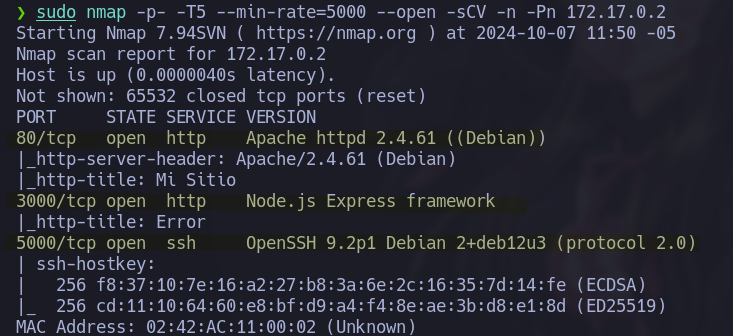 ❯ sudo nmap -p- -T5 --min-rate=5000 --open -sCV -n -Pn 172.17.0.2
Starting Nmap 7.94SVN ( https://nmap.org ) at 2024-10-07 11:50 -05
Nmap scan report for 172.17.0.2
Host is up (0.0000040s latency).
Not shown: 65532 closed tcp ports (reset)
PORT     STATE SERVICE VERSION
80/tcp   open  http    Apache httpd 2.4.61 ((Debian))
|_http-server-header: Apache/2.4.61 (Debian)
|_http-title: Mi Sitio
3000/tcp open  http    Node.js Express framework
|_http-title: Error
5000/tcp open  ssh     OpenSSH 9.2p1 Debian 2+deb12u3 (protocol 2.0)
| ssh-hostkey:
|   256 f8:37:10:7e:16:a2:27:b8:3a:6e:2c:16:35:7d:14:fe (ECDSA)
|_  256 cd:11:10:64:60:e8:bf:d9:a4:f4:8e:ae:3b:d8:e1:8d (ED25519)
MAC Address: 02:42:AC:11:00:02 (Unknown)